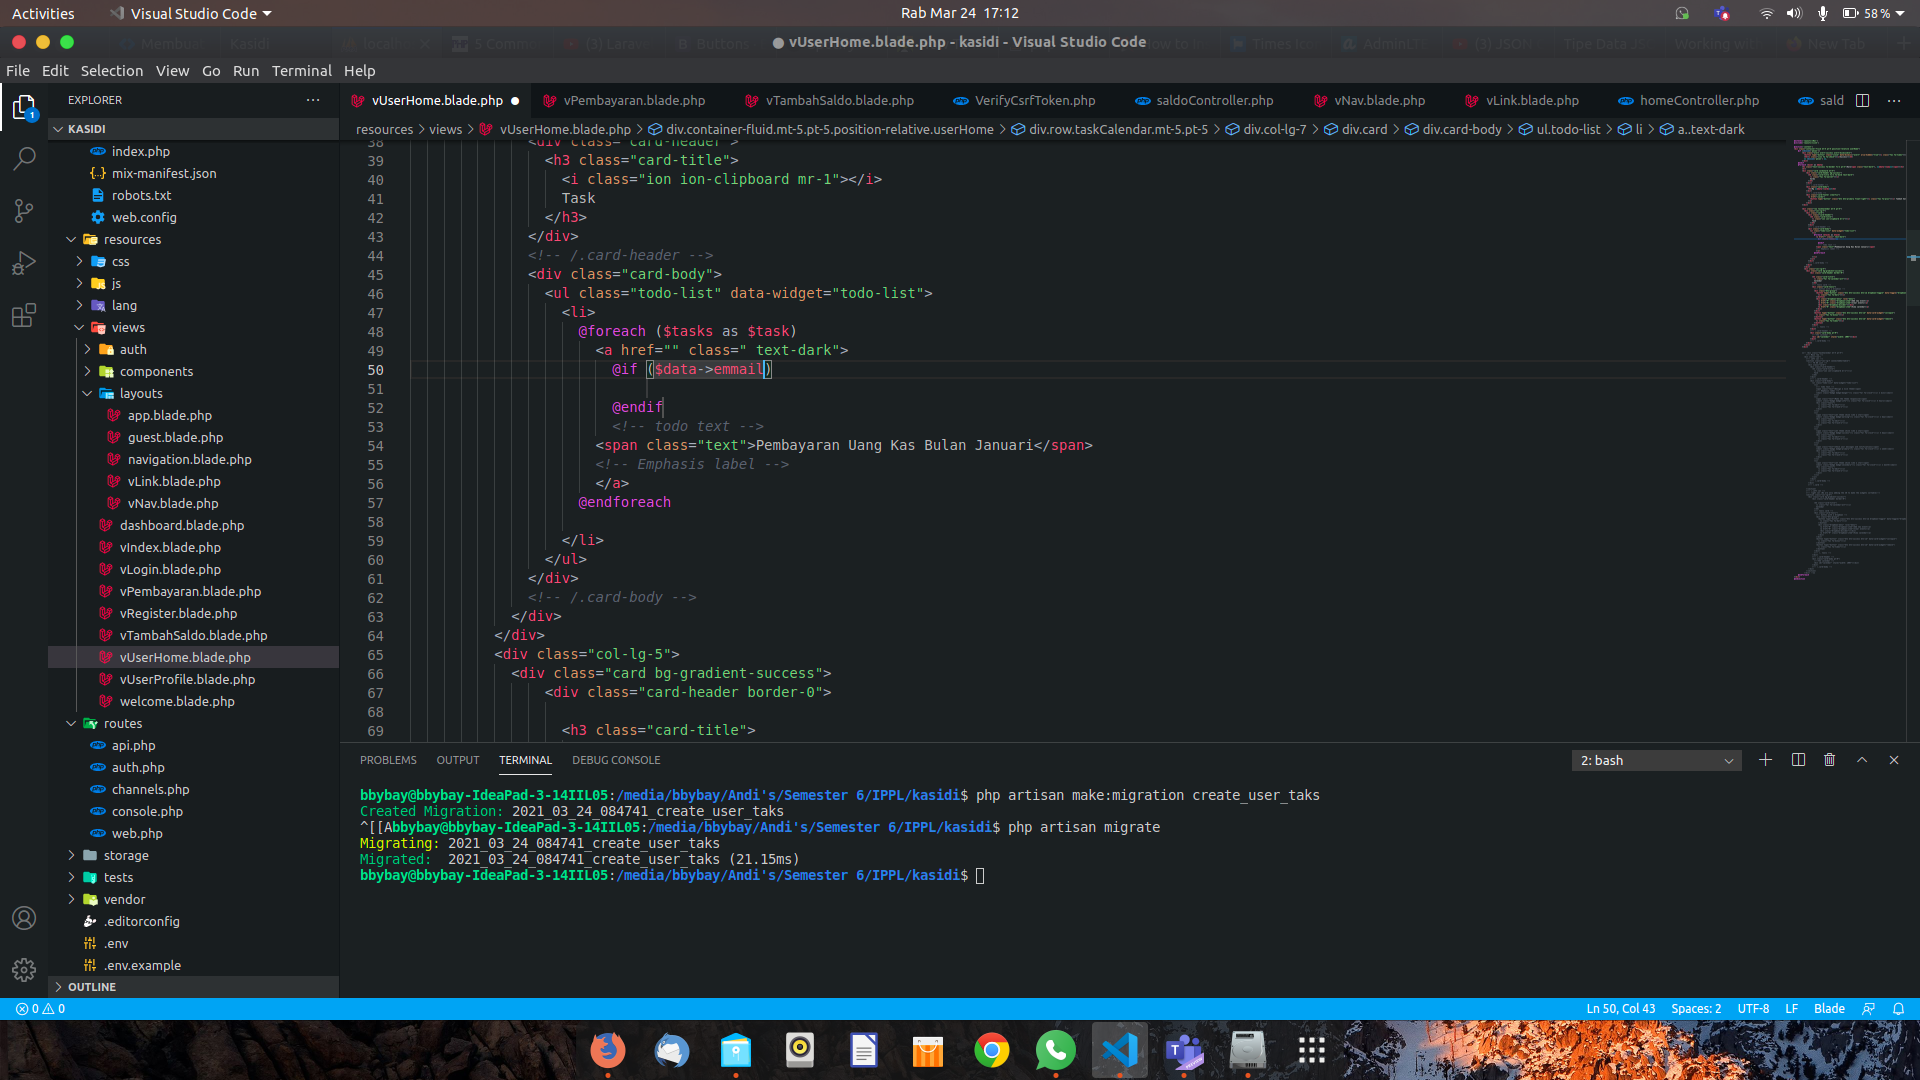 Activities
Visual Studio Code
Rab Mar 24 17:12
58 %
vUserHome.blade.php - kasidi - Visual Studio Code
File Edit Selection View Go Run Terminal Help
EXPLORER
KASIDI
index.php
mix-manifest.json
robots.txt
web.config
resources
css
js
lang
views
auth
components
layouts
app.blade.php
guest.blade.php
navigation.blade.php
vLink.blade.php
vNav.blade.php
dashboard.blade.php
vIndex.blade.php
vLogin.blade.php
vPembayaran.blade.php
vRegister.blade.php
vTambahSaldo.blade.php
vUserHome.blade.php
vUserProfile.blade.php
welcome.blade.php
routes
api.php
auth.php
channels.php
console.php
web.php
storage
tests
vendor
.editorconfig
.env
.env.example
OUTLINE
vUserHome.blade.php vPembayaran.blade.php vTambahSaldo.blade.php VerifyCsrfToken.php saldoController.php vNav.blade.php vLink.blade.php homeController.php sald
resources > views > vUserHome.blade.php > div.container-fluid.mt-5.pt-5.position-relative.userHome > div.row.taskCalendar.mt-5.pt-5 > div.col-lg-7 > div.card > div.card-body > ul.todo-list > li > a..text-dark
38 <div class="card-header">
39 <h3 class="card-title">
40 <i class="ion ion-clipboard mr-1"></i>
41 Task
42 </h3>
43 </div>
44 <!-- /.card-header -->
45 <div class="card-body">
46 <ul class="todo-list" data-widget="todo-list">
47 <li>
48 @foreach ($tasks as $task)
49 <a href="" class=" text-dark">
50 @if ($data->emmail)
51
52 @endif
53 <!-- todo text -->
54 <span class="text">Pembayaran Uang Kas Bulan Januari</span>
55 <!-- Emphasis label -->
56 </a>
57 @endforeach
58
59 </li>
60 </ul>
61 </div>
62 <!-- /.card-body -->
63 </div>
64 </div>
65 <div class="col-lg-5">
66 <div class="card bg-gradient-success">
67 <div class="card-header border-0">
68
69 <h3 class="card-title">
PROBLEMS OUTPUT TERMINAL DEBUG CONSOLE
2: bash
bbybay@bbybay-IdeaPad-3-14IIL05:/media/bbybay/Andi's/Semester 6/IPPL/kasidi$ php artisan make:migration create_user_taks
Created Migration: 2021_03_24_084741_create_user_taks
^[[Abbybay@bbybay-IdeaPad-3-14IIL05:/media/bbybay/Andi's/Semester 6/IPPL/kasidi$ php artisan migrate
Migrating: 2021_03_24_084741_create_user_taks
Migrated:  2021_03_24_084741_create_user_taks (21.15ms)
bbybay@bbybay-IdeaPad-3-14IIL05:/media/bbybay/Andi's/Semester 6/IPPL/kasidi$
0 0
Ln 50, Col 43 Spaces: 2 UTF-8 LF Blade